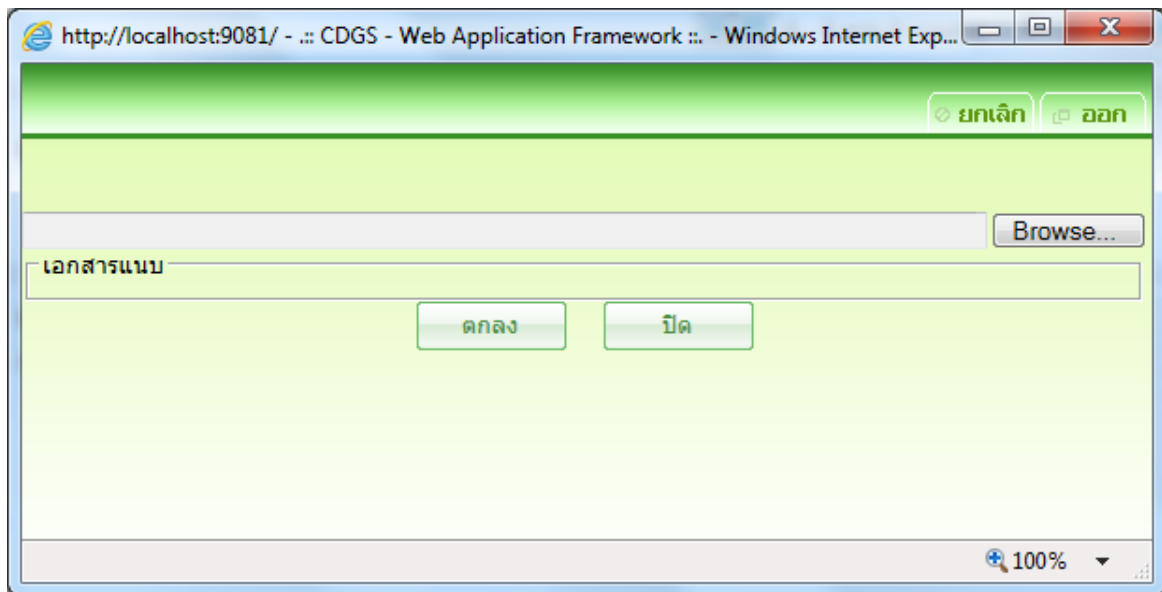 http://localhost:9081/ - .:: CDGS - Web Application Framework ::. - Windows Internet Exp...
ยกเลิก ออก
Browse...
เอกสารแนบ
ตกลง ปิด
100%